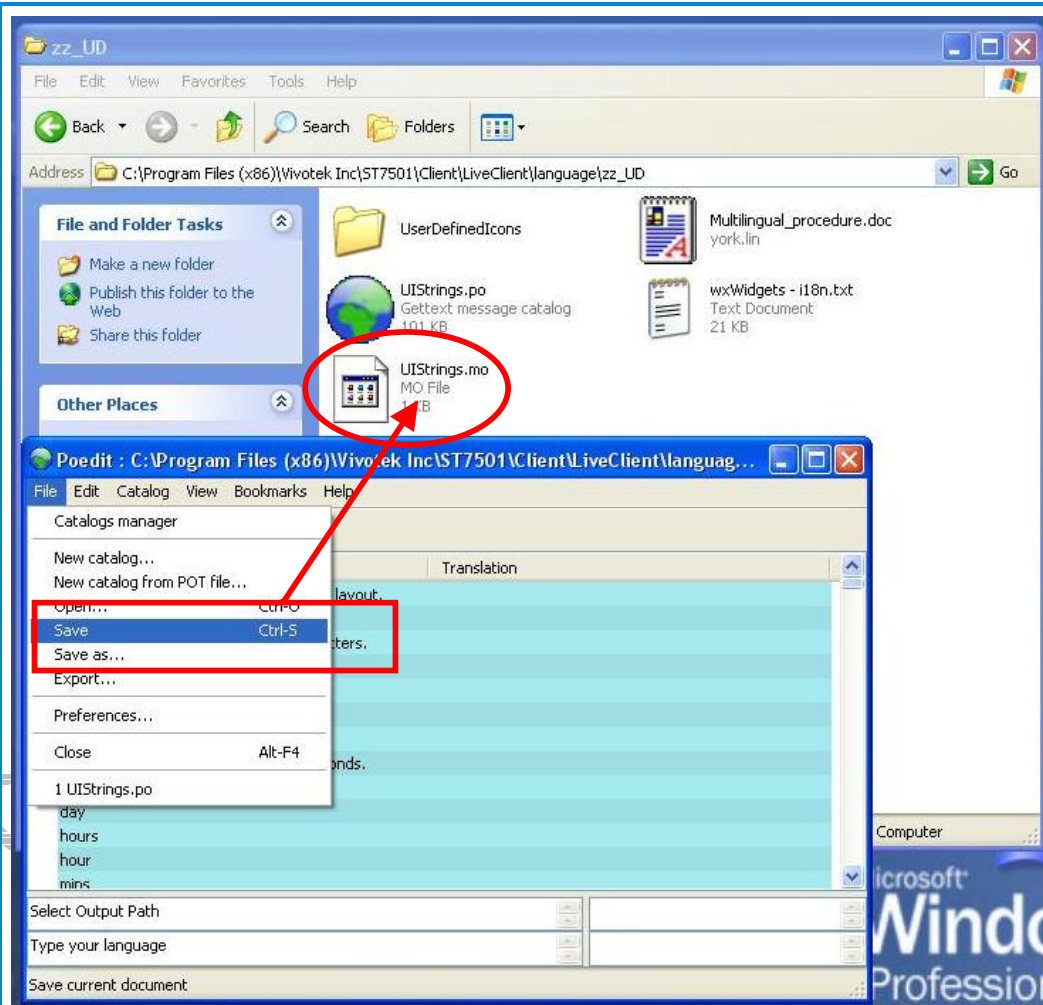 zz_UD
File Edit View Favorites Tools Help
Back Search Folders
Address C:\Program Files (x86)\Vivotek Inc\ST7501\Client\LiveClient\language\zz_UD Go
File and Folder Tasks
Make a new folder
Publish this folder to the
Web
Share this folder
Other Places
UserDefinedIcons
Multilingual_procedure.doc
york.lin
UIStrings.po
Gettext message catalog
101 KB
wxWidgets - i18n.txt
Text Document
21 KB
UIStrings.mo
MO File
1 KB
Poedit : C:\Program Files (x86)\Vivotek Inc\ST7501\Client\LiveClient\languag...
File Edit Catalog View Bookmarks Help
Catalogs manager
New catalog...
New catalog from POT file...
Open... Ctrl-O
Save Ctrl-S
Save as...
Export...
Preferences...
Close Alt-F4
1 UIStrings.po
Translation
layout.
day
hours
hour
mins
Select Output Path
Type your language
Save current document
Computer